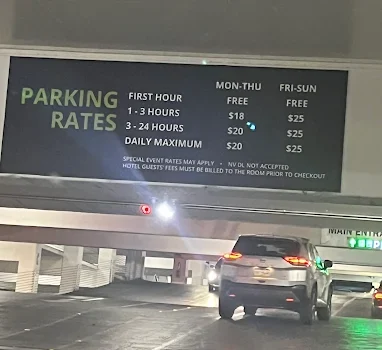 PARKING RATES
MON-THU FRI-SUN
FIRST HOUR FREE FREE
1 - 3 HOURS $18 $25
3 - 24 HOURS $20 $25
DAILY MAXIMUM $20 $25
SPECIAL EVENT RATES MAY APPLY • NV DL NOT ACCEPTED
HOTEL GUESTS' FEES MUST BE BILLED TO THE ROOM PRIOR TO CHECKOUT
MAIN